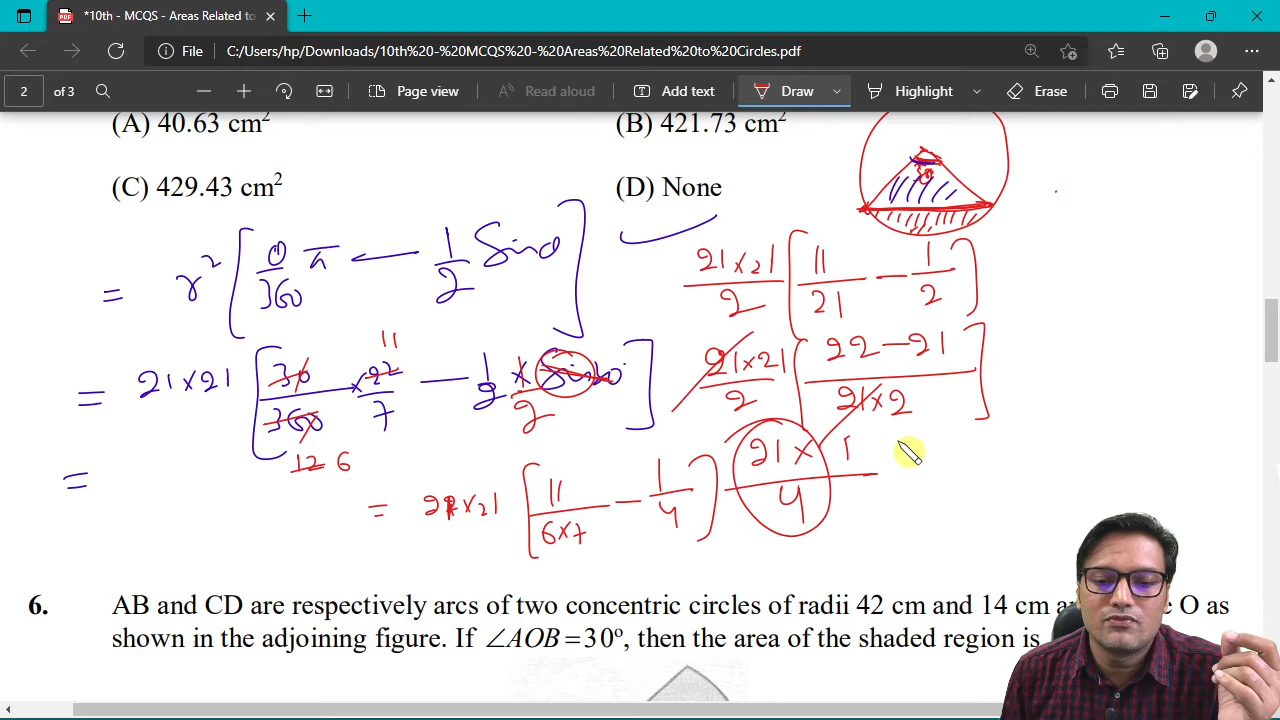 *10th - MCQS - Areas Related to C
File
C:/Users/hp/Downloads/10th%20-%20MCQS%20-%20Areas%20Related%20to%20Circles.pdf
2 of 3
Page view
Read aloud
Add text
Draw
Highlight
Erase
(A) 40.63 cm²
(B) 421.73 cm²
(C) 429.43 cm²
(D) None
= r² [θ/360 π — 1/2 Sinθ]
= 21×21 [30/360 × 22/7 — 1/2 × Sin30°]
11
12 6
2
=
= 21×21 [11/6×7 — 1/4]
21×21/2 [11/21 — 1/2]
21×21/2 [22—21/21×2]
21×1/4
6. AB and CD are respectively arcs of two concentric circles of radii 42 cm and 14 cm e O as
shown in the adjoining figure. If ∠AOB=30°, then the area of the shaded region is